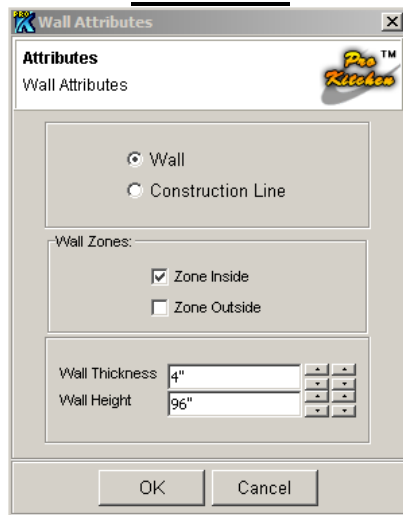 PRO
Wall Attributes
Attributes
Wall Attributes
Pro TM
Kitchen
Wall
Construction Line
Wall Zones:
Zone Inside
Zone Outside
Wall Thickness 4"
Wall Height 96"
OK Cancel